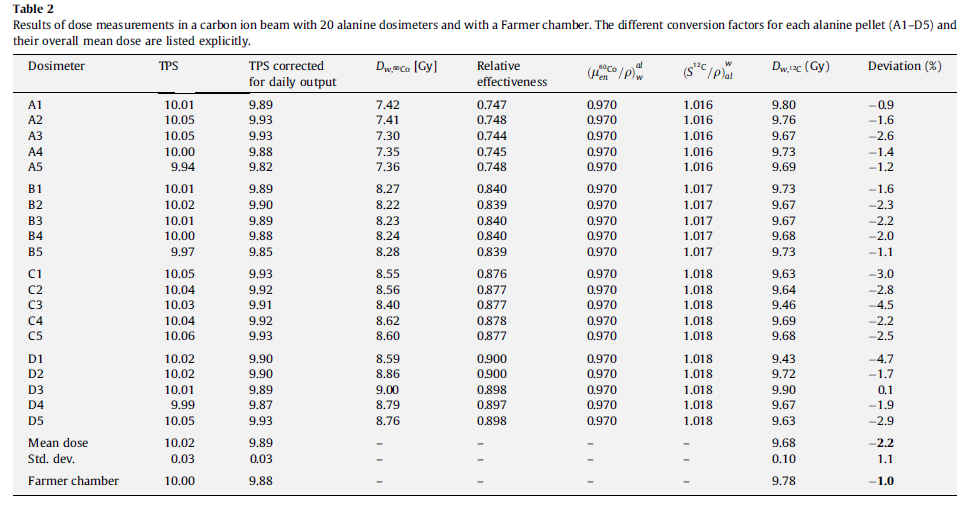 Table 2
Results of dose measurements in a carbon ion beam with 20 alanine dosimeters and with a Farmer chamber. The different conversion factors for each alanine pellet (A1–D5) and
their overall mean dose are listed explicitly.
Dosimeter TPS TPS corrected D_{w,⁶⁰Co} [Gy] Relative (μ_{en}^{⁶⁰Co}/ρ)_w^{al} (S^{¹²C}/ρ)_{al}^w D_{w,¹²C} (Gy) Deviation (%)
for daily output effectiveness
A1 10.01 9.89 7.42 0.747 0.970 1.016 9.80 −0.9
A2 10.05 9.93 7.41 0.748 0.970 1.016 9.76 −1.6
A3 10.05 9.93 7.30 0.744 0.970 1.016 9.67 −2.6
A4 10.00 9.88 7.35 0.745 0.970 1.016 9.73 −1.4
A5 9.94 9.82 7.36 0.748 0.970 1.016 9.69 −1.2
B1 10.01 9.89 8.27 0.840 0.970 1.017 9.73 −1.6
B2 10.02 9.90 8.22 0.839 0.970 1.017 9.67 −2.3
B3 10.01 9.89 8.23 0.840 0.970 1.017 9.67 −2.2
B4 10.00 9.88 8.24 0.840 0.970 1.017 9.68 −2.0
B5 9.97 9.85 8.28 0.839 0.970 1.017 9.73 −1.1
C1 10.05 9.93 8.55 0.876 0.970 1.018 9.63 −3.0
C2 10.04 9.92 8.56 0.877 0.970 1.018 9.64 −2.8
C3 10.03 9.91 8.40 0.877 0.970 1.018 9.46 −4.5
C4 10.04 9.92 8.62 0.878 0.970 1.018 9.69 −2.2
C5 10.06 9.93 8.60 0.877 0.970 1.018 9.68 −2.5
D1 10.02 9.90 8.59 0.900 0.970 1.018 9.43 −4.7
D2 10.02 9.90 8.86 0.900 0.970 1.018 9.72 −1.7
D3 10.01 9.89 9.00 0.898 0.970 1.018 9.90 0.1
D4 9.99 9.87 8.79 0.897 0.970 1.018 9.67 −1.9
D5 10.05 9.93 8.76 0.898 0.970 1.018 9.63 −2.9
Mean dose 10.02 9.89 – – – – 9.68 −2.2
Std. dev. 0.03 0.03 – – – – 0.10 1.1
Farmer chamber 10.00 9.88 – – – – 9.78 −1.0